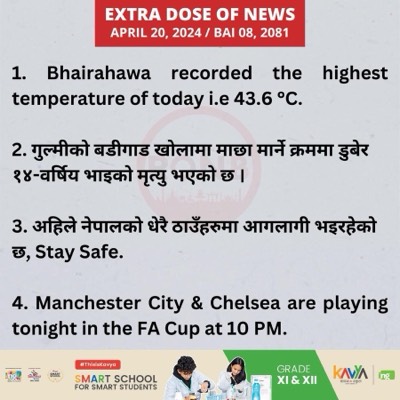 EXTRA DOSE OF NEWS
APRIL 20, 2024 / BAI 08, 2081
1. Bhairahawa recorded the highest
temperature of today i.e 43.6 °C.
2. गुल्मीको बडीगाड खोलामा माछा मार्ने क्रममा डुबेर
१४-वर्षिय भाइको मृत्यु भएको छ ।
3. अहिले नेपालको धेरै ठाउँहरुमा आगलागी भइरहेको
छ, Stay Safe.
4. Manchester City & Chelsea are playing
tonight in the FA Cup at 10 PM.
SMART SCHOOL
FOR SMART STUDENTS
GRADE
XI & XII